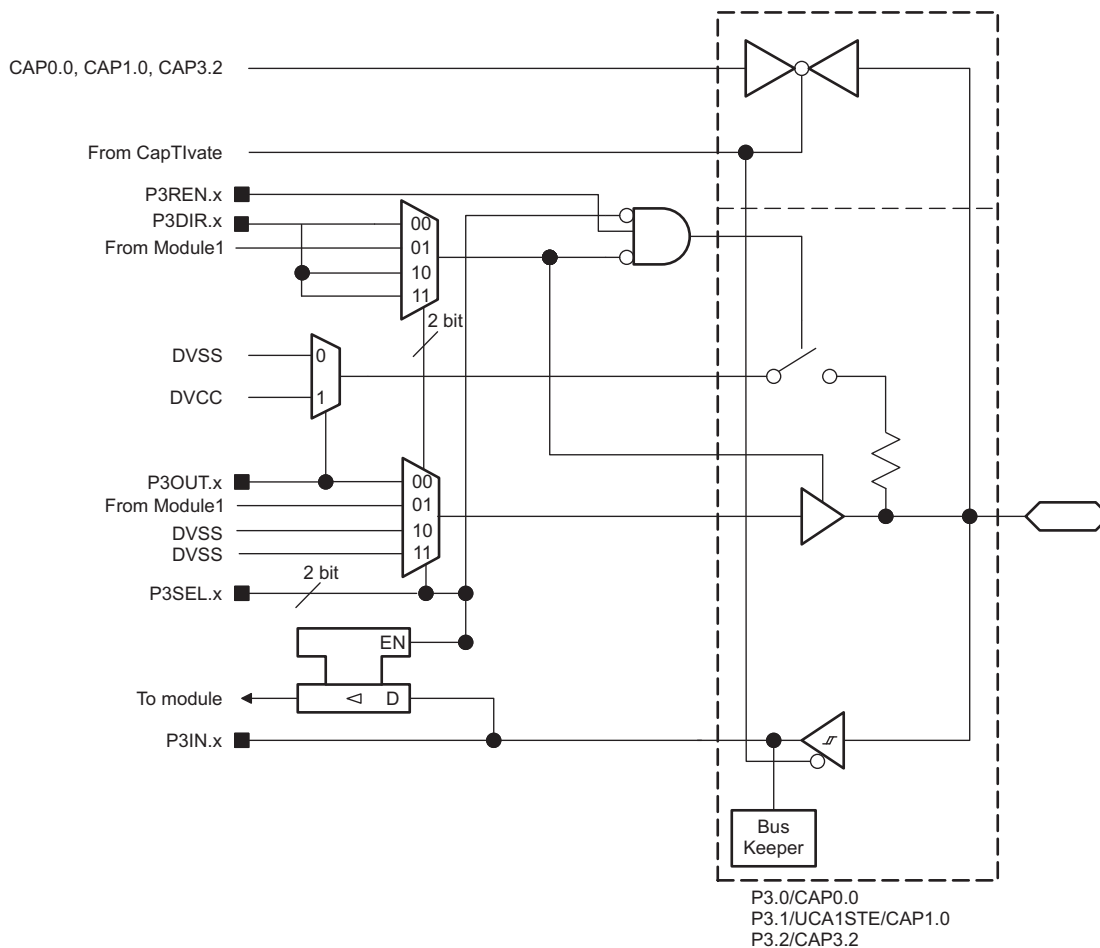 CAP0.0, CAP1.0, CAP3.2
From CapTIvate
P3REN.x
P3DIR.x
From Module1
00
01
10
11
2 bit
DVSS
DVCC
0
1
P3OUT.x
From Module1
DVSS
DVSS
00
01
10
11
P3SEL.x
2 bit
EN
D
To module
P3IN.x
Bus
Keeper
P3.0/CAP0.0
P3.1/UCA1STE/CAP1.0
P3.2/CAP3.2